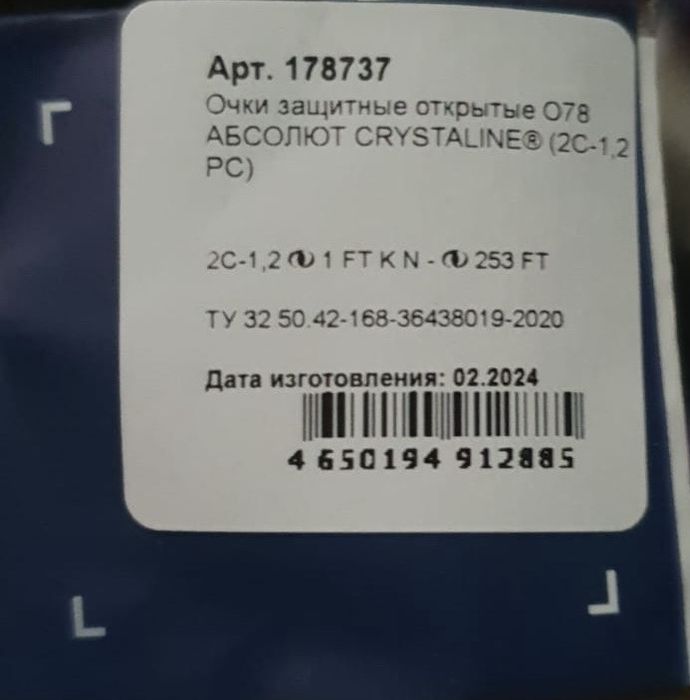 Арт. 178737
Очки защитные открытые О78
АБСОЛЮТ CRYSTALINE® (2С-1,2
PC)
2С-1,2 1 FT K N - 253 FT
ТУ 32 50.42-168-36438019-2020
Дата изготовления: 02.2024
4 650194 912885